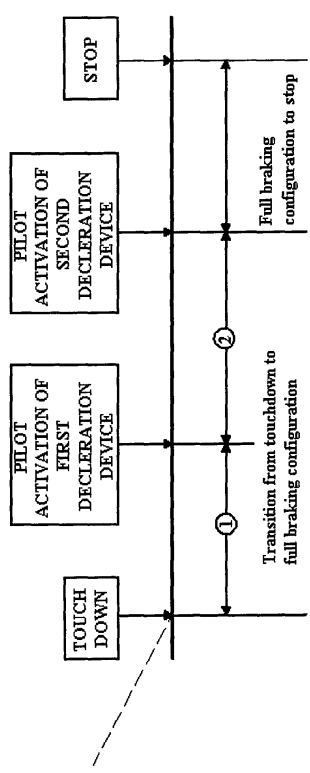 TOUCH
DOWN
PILOT
ACTIVATION OF
FIRST
DECLERATION
DEVICE
PILOT
ACTIVATION OF
SECOND
DECLERATION
DEVICE
STOP
1
2
Transition from touchdown to
full braking configuration
Full braking
configuration to stop